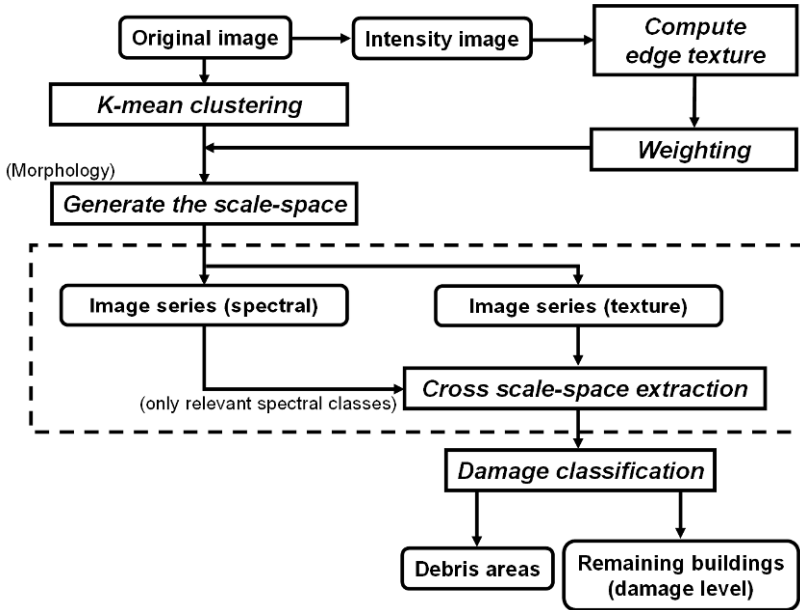 Original image
Intensity image
Compute
edge texture
K-mean clustering
Weighting
(Morphology)
Generate the scale-space
Image series (spectral)
Image series (texture)
Cross scale-space extraction
(only relevant spectral classes)
Damage classification
Debris areas
Remaining buildings
(damage level)